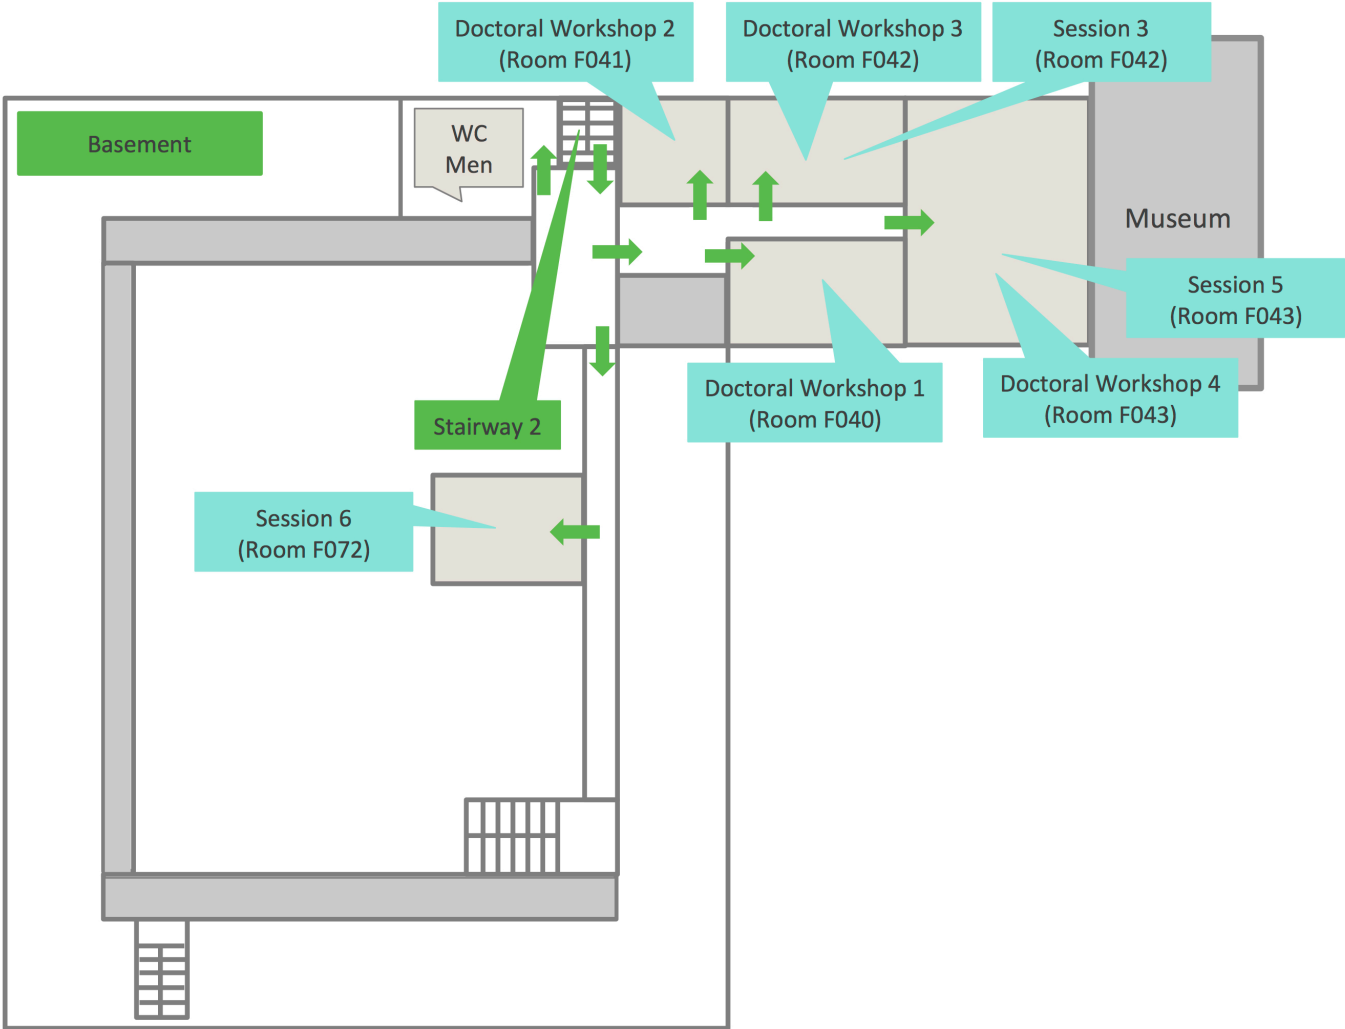 Doctoral Workshop 2
(Room F041)
Doctoral Workshop 3
(Room F042)
Session 3
(Room F042)
Basement
WC
Men
Museum
Session 5
(Room F043)
Doctoral Workshop 1
(Room F040)
Doctoral Workshop 4
(Room F043)
Stairway 2
Session 6
(Room F072)